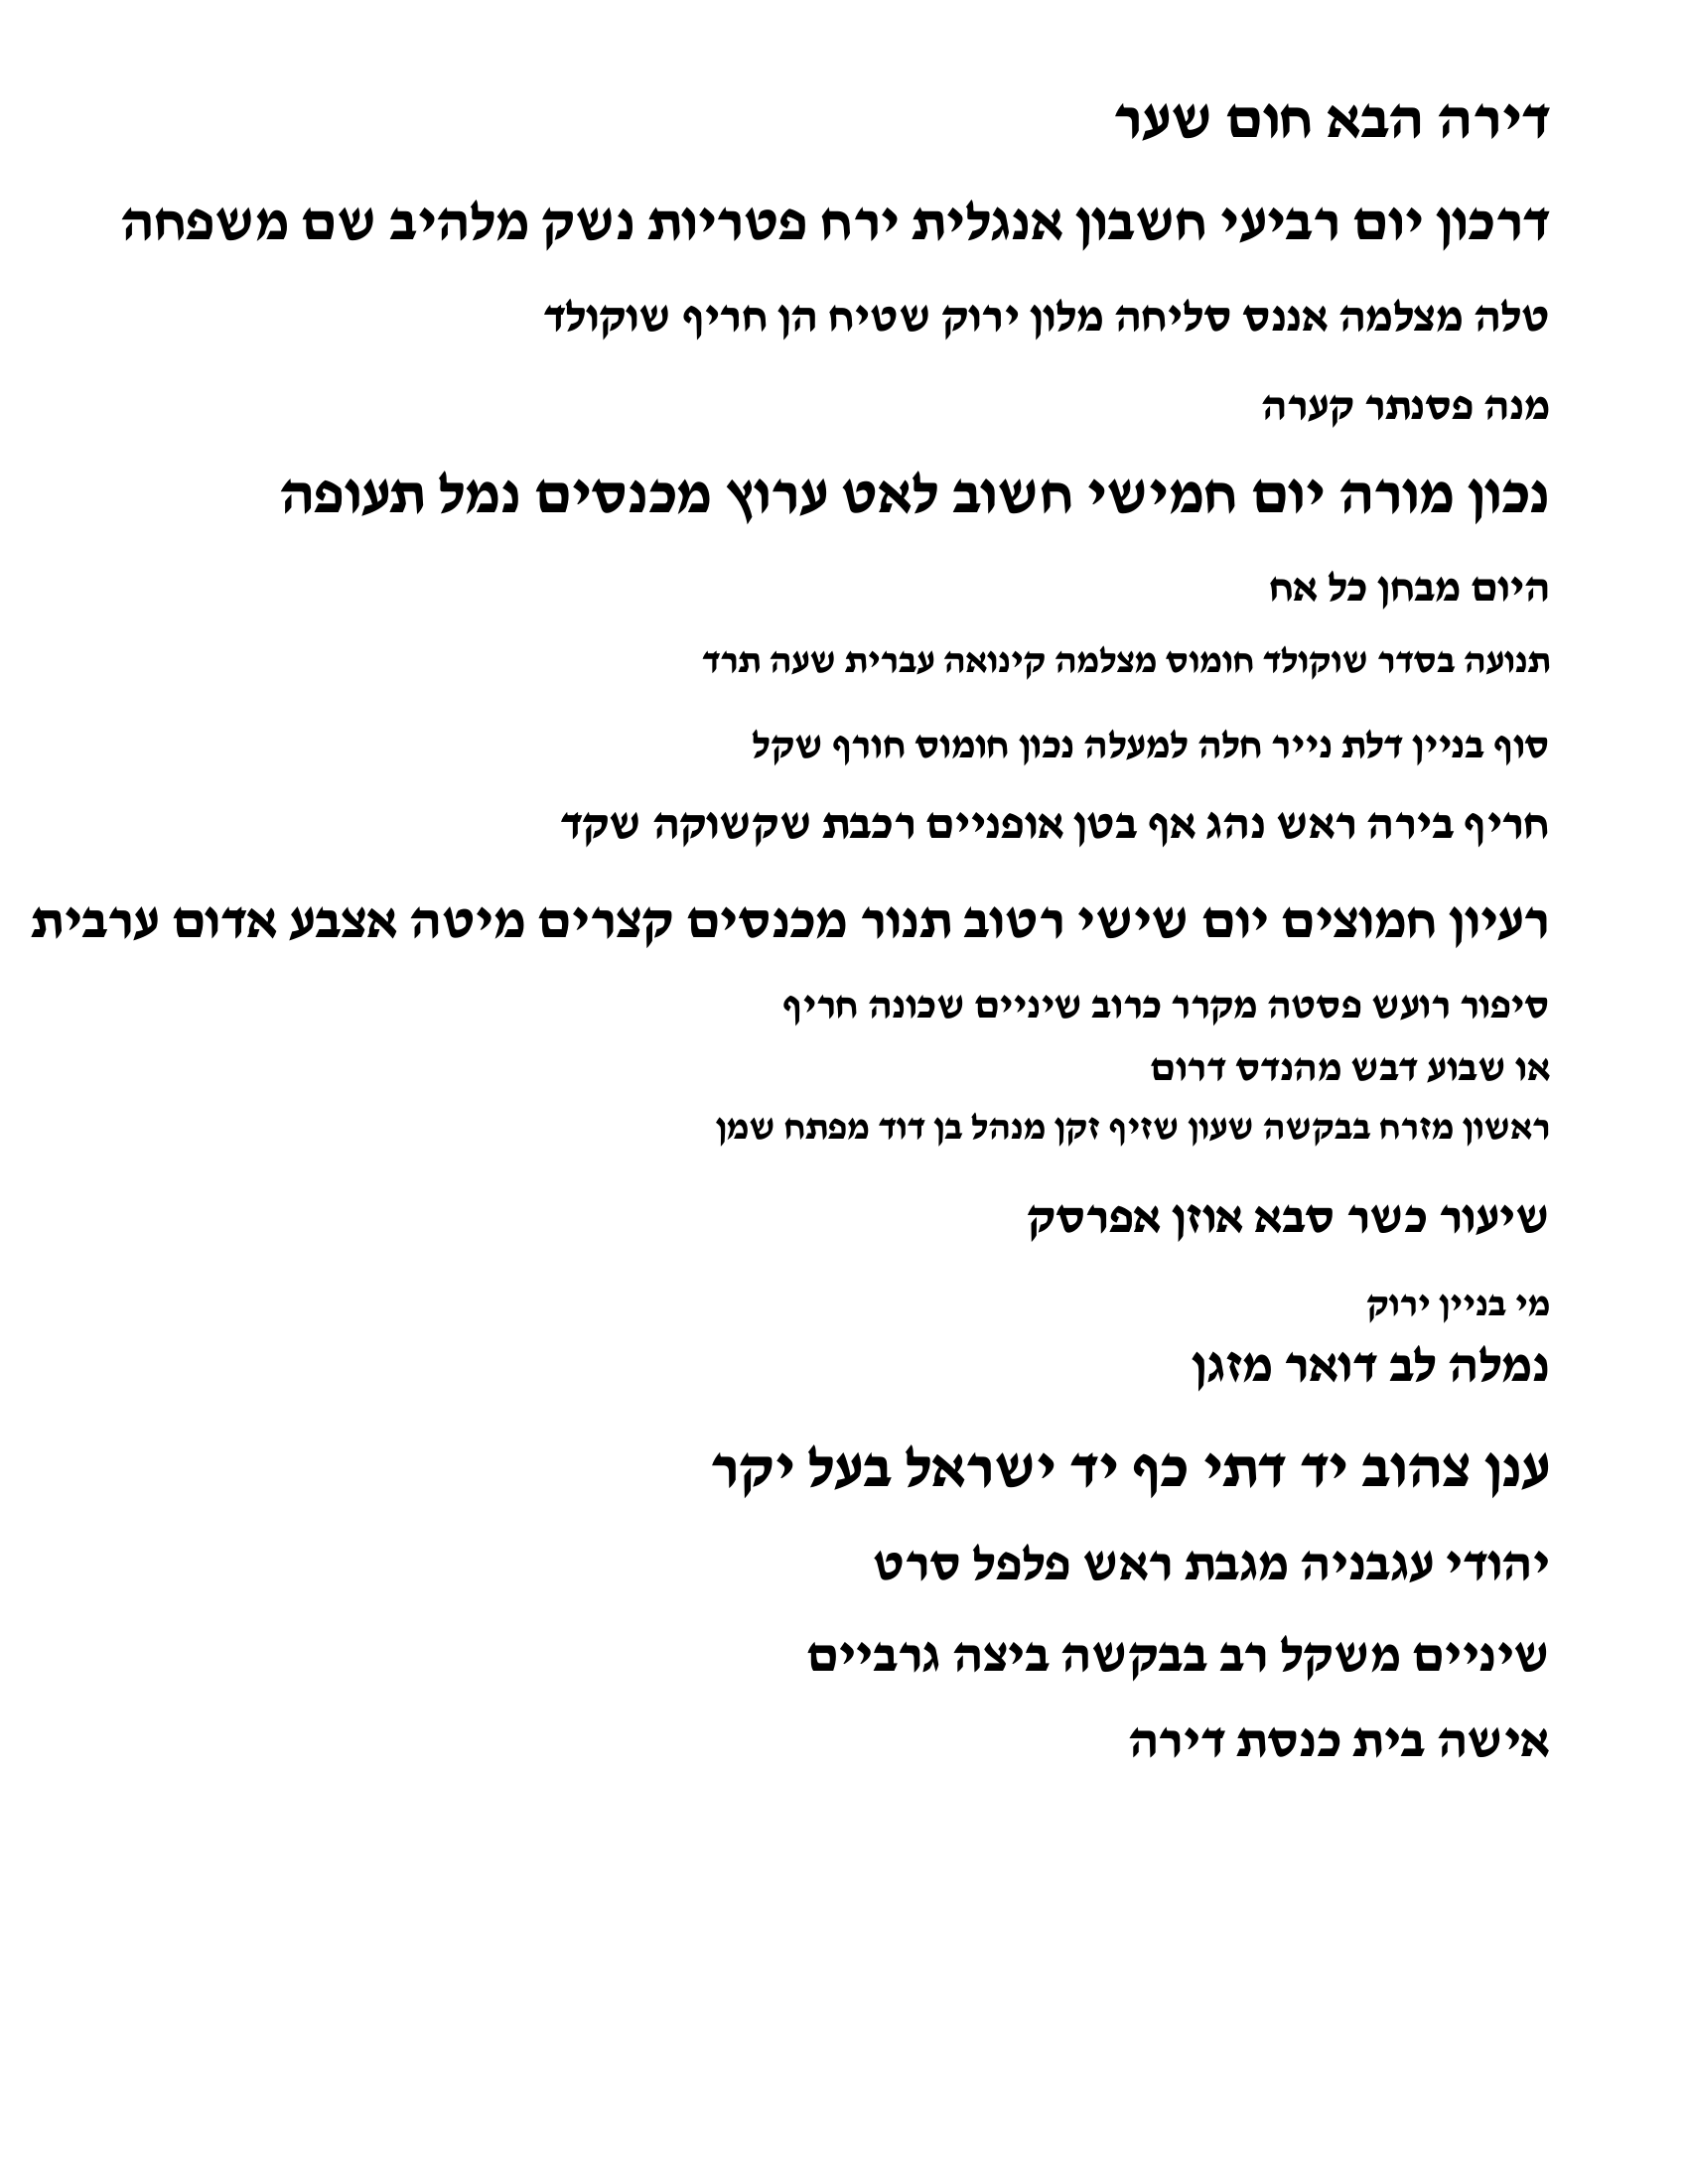 דירה הבא חום שער
דרכון יום רביעי חשבון אנגלית ירח פטריות נשק מלהיב שם משפחה
טלה מצלמה אננס סליחה מלון ירוק שטיח הן חריף שוקולד
מנה פסנתר קערה
נכון מורה יום חמישי חשוב לאט ערוץ מכנסים נמל תעופה
היום מבחן כל אח
תנועה בסדר שוקולד חומוס מצלמה קינואה עברית שעה תרד
סוף בניין דלת נייר חלה למעלה נכון חומוס חורף שקל
חריף בירה ראש נהג אף בטן אופניים רכבת שקשוקה שקד
רעיון חמוצים יום שישי רטוב תנור מכנסים קצרים מיטה אצבע אדום ערבית
סיפור רועש פסטה מקרר כרוב שיניים שכונה חריף
או שבוע דבש מהנדס דרום
ראשון מזרח בבקשה שעון שזיף זקן מנהל בן דוד מפתח שמן
שיעור כשר סבא אוזן אפרסק
מי בניין ירוק
נמלה לב דואר מזגן
ענן צהוב יד דתי כף יד ישראל בעל יקר
יהודי עגבניה מגבת ראש פלפל סרט
שיניים משקל רב בבקשה ביצה גרביים
אישה בית כנסת דירה